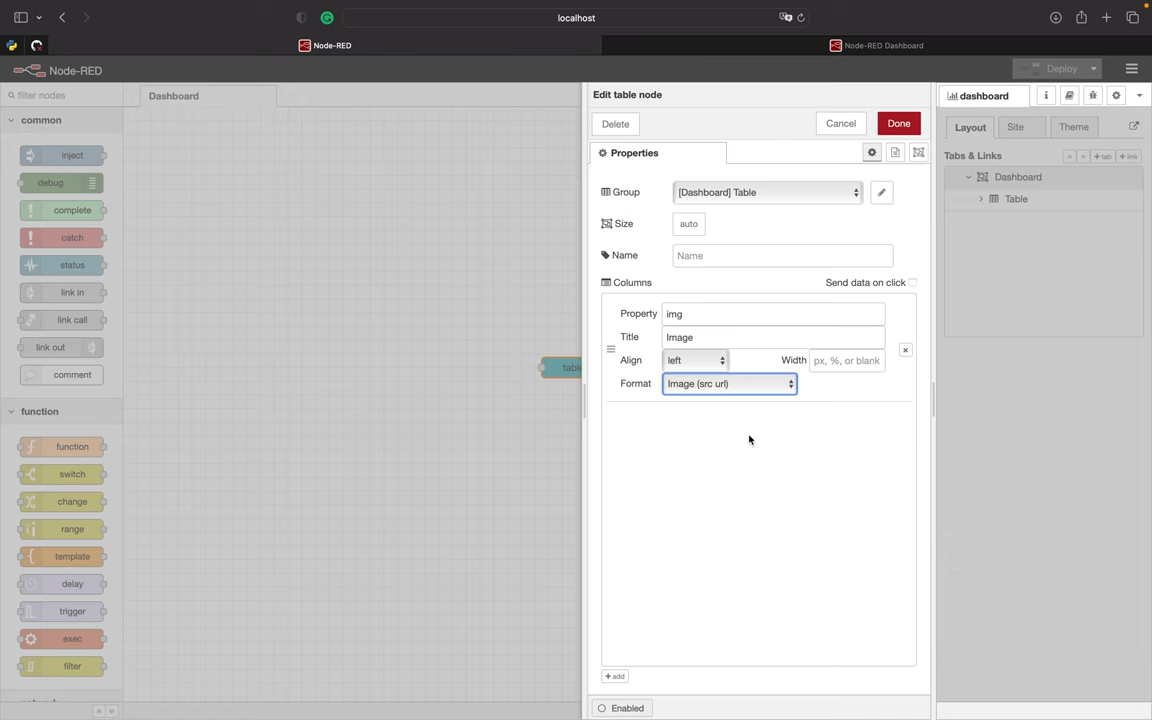 localhost
Node-RED
Node-RED Dashboard
Node-RED
Deploy
filter nodes
Dashboard
common
inject
debug
complete
catch
status
link in
link call
link out
comment
function
function
switch
change
range
template
delay
trigger
exec
filter
table
Edit table node
Delete
Cancel
Done
Properties
Group
[Dashboard] Table
Size
auto
Name
Name
Columns
Send data on click
Property
img
Title
Image
Align
left
Width
px, %, or blank
Format
Image (src url)
add
Enabled
dashboard
i
Layout
Site
Theme
Tabs & Links
tab
link
Dashboard
Table